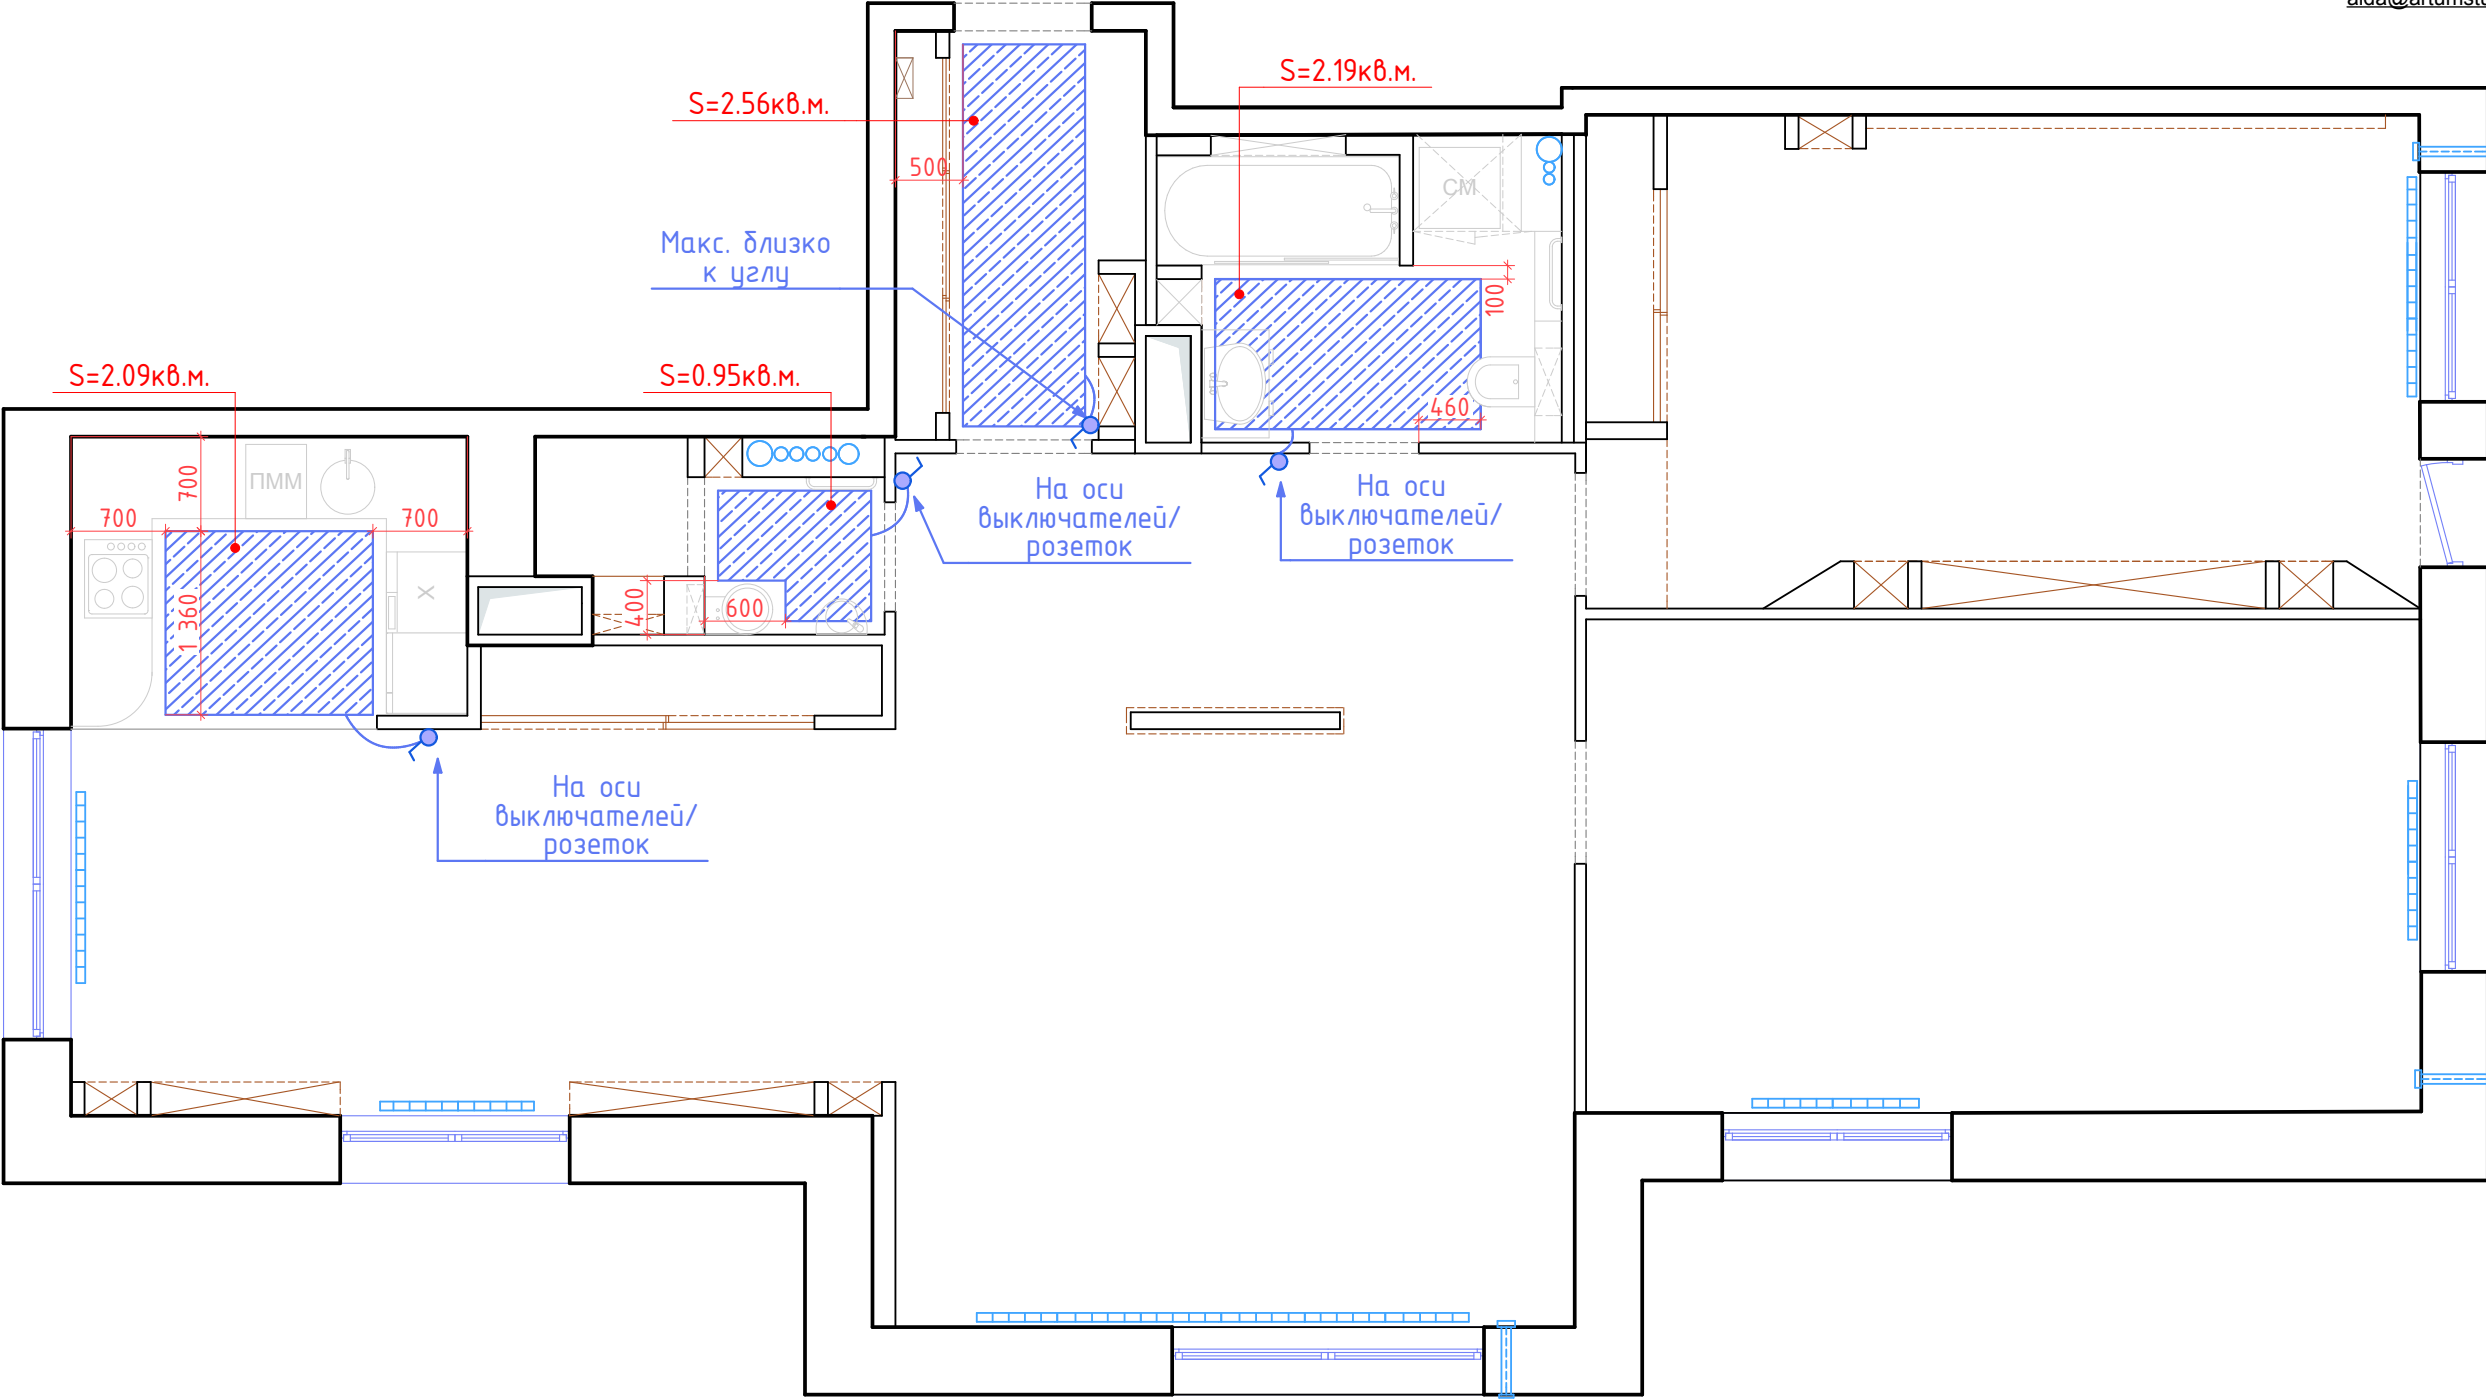 S=2.19кв.м.
S=2.56кв.м.
500
СМ
Макс. близко
к углу
100
S=2.09кв.м.
S=0.95кв.м.
460
700
ПММ
700
700
На оси
выключателей/
розеток
На оси
выключателей/
розеток
Х
400
600
1 360
На оси
выключателей/
розеток